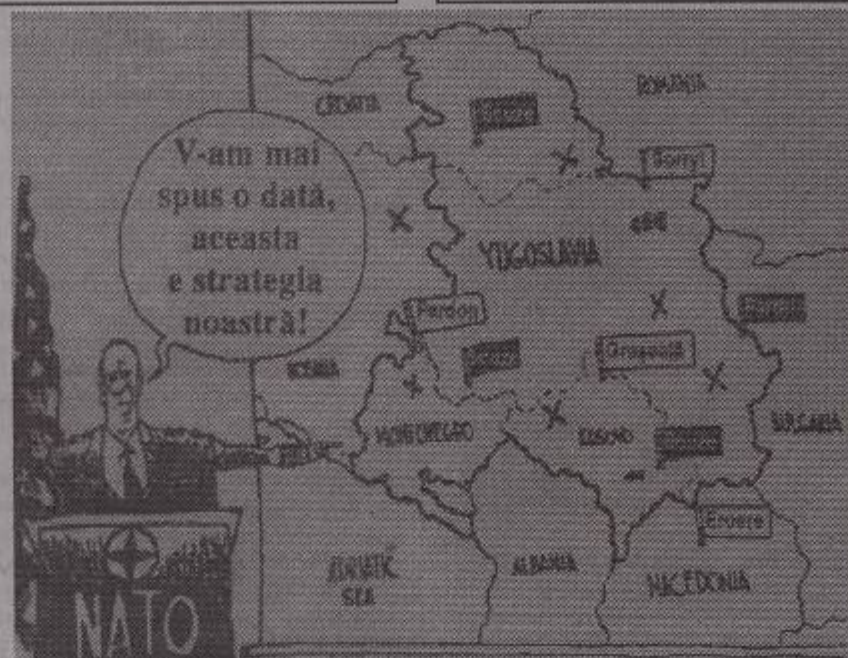 V-am mai
spus o dată,
aceasta
e strategia
noastră!
CROATIA
ROMANIA
Sorry!
YUGOSLAVIA
Pardon
Greşeală
BOSNIA
MONTENEGRO
KOSOVO
BULGARIA
Eroare
ADRIATIC
SEA
ALBANIA
MACEDONIA
NATO